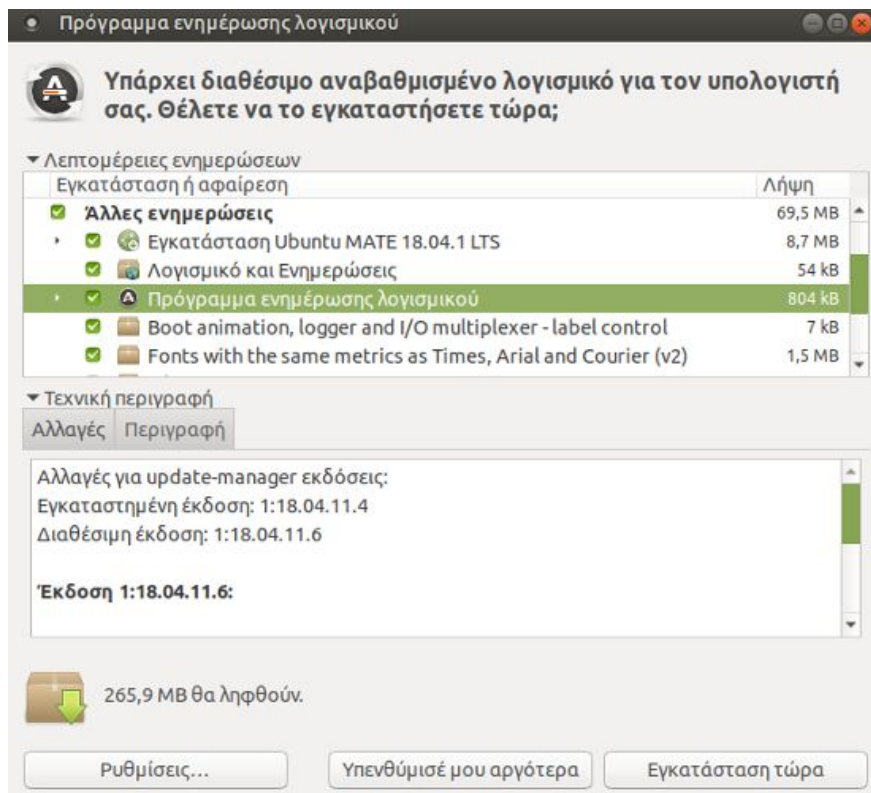 Πρόγραμμα ενημέρωσης λογισμικού
Υπάρχει διαθέσιμο αναβαθμισμένο λογισμικό για τον υπολογιστή
σας. Θέλετε να το εγκαταστήσετε τώρα;
Λεπτομέρειες ενημερώσεων
Εγκατάσταση ή αφαίρεση Λήψη
Άλλες ενημερώσεις 69,5 MB
Εγκατάσταση Ubuntu MATE 18.04.1 LTS 8,7 MB
Λογισμικό και Ενημερώσεις 54 kB
Πρόγραμμα ενημέρωσης λογισμικού 804 kB
Boot animation, logger and I/O multiplexer - label control 7 kB
Fonts with the same metrics as Times, Arial and Courier (v2) 1,5 MB
Τεχνική περιγραφή
Αλλαγές Περιγραφή
Αλλαγές για update-manager εκδόσεις:
Εγκαταστημένη έκδοση: 1:18.04.11.4
Διαθέσιμη έκδοση: 1:18.04.11.6
Έκδοση 1:18.04.11.6:
265,9 MB θα ληφθούν.
Ρυθμίσεις... Υπενθύμισέ μου αργότερα Εγκατάσταση τώρα